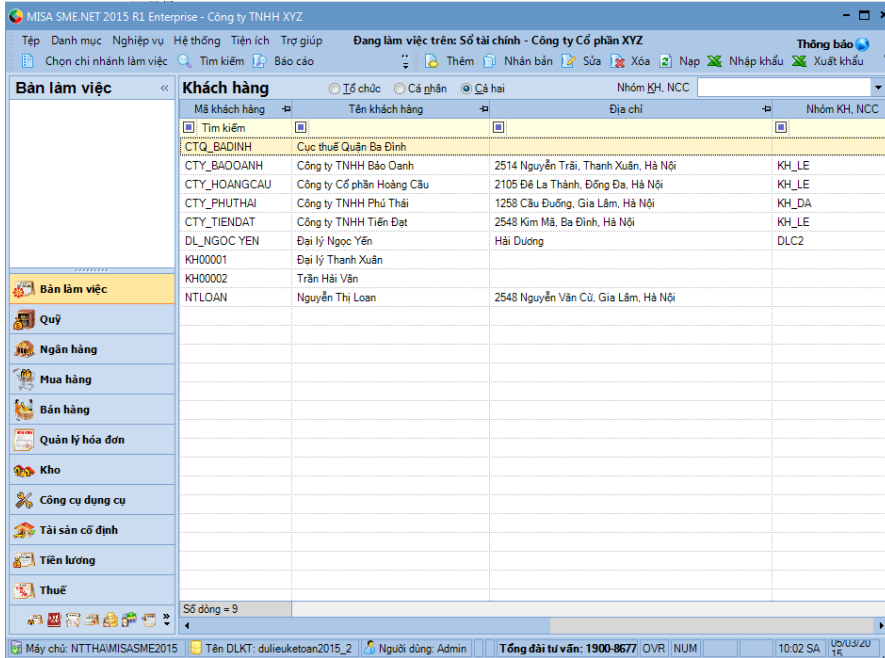 MISA SME.NET 2015 R1 Enterprise - Công ty TNHH XYZ
Tệp Danh mục Nghiệp vụ Hệ thống Tiện ích Trợ giúp Đang làm việc trên: Sổ tài chính - Công ty Cổ phần XYZ Thông báo
Chọn chi nhánh làm việc Tìm kiếm Báo cáo Thêm Nhân bản Sửa Xóa Nạp Nhập khẩu Xuất khẩu
Bàn làm việc « Khách hàng Tổ chức Cá nhân Cả hai Nhóm KH, NCC
Mã khách hàng Tên khách hàng Địa chỉ Nhóm KH, NCC
Tìm kiếm
CTQ_BADINH Cục thuế Quận Ba Đình
CTY_BAOOANH Công ty TNHH Bảo Oanh 2514 Nguyễn Trãi, Thanh Xuân, Hà Nội KH_LE
CTY_HOANGCAU Công ty Cổ phần Hoàng Cầu 2105 Đê La Thành, Đống Đa, Hà Nội KH_LE
CTY_PHUTHAI Công ty TNHH Phú Thái 1258 Cầu Đuống, Gia Lâm, Hà Nội KH_DA
CTY_TIENDAT Công ty TNHH Tiến Đạt 2548 Kim Mã, Ba Đình, Hà Nội KH_LE
DL_NGOC YEN Đại lý Ngọc Yến Hải Dương DLC2
KH00001 Đại lý Thanh Xuân
KH00002 Trần Hải Vân
NTLOAN Nguyễn Thị Loan 2548 Nguyễn Văn Cừ, Gia Lâm, Hà Nội
Bàn làm việc
Quỹ
Ngân hàng
Mua hàng
Bán hàng
Quản lý hóa đơn
Kho
Công cụ dụng cụ
Tài sản cố định
Tiền lương
Thuế
Số dòng = 9
Máy chủ: NTTHA\MISASME2015 Tên DLKT: dulieuketoan2015_2 Người dùng: Admin Tổng đài tư vấn: 1900-8677 OVR NUM 10:02 SA 05/03/20
15